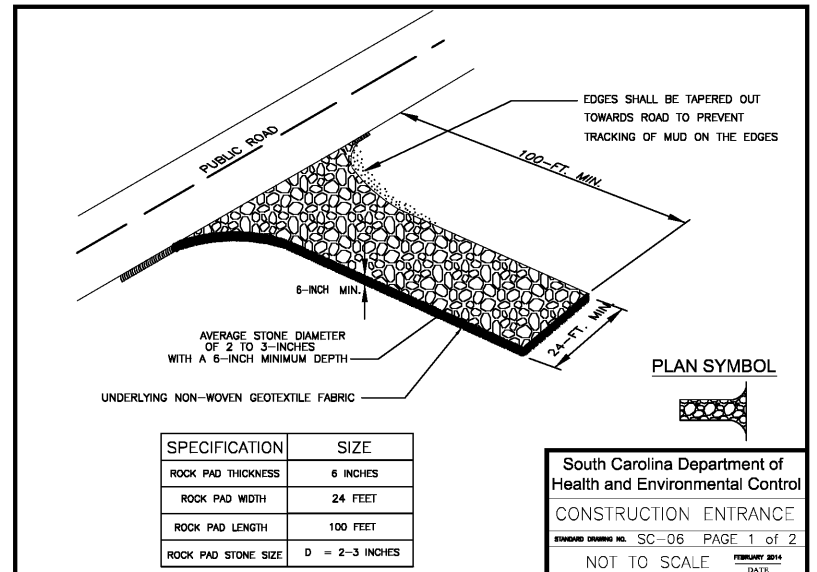 EDGES SHALL BE TAPERED OUT
TOWARDS ROAD TO PREVENT
TRACKING OF MUD ON THE EDGES
PUBLIC ROAD
100-FT. MIN.
6-INCH MIN.
24-FT. MIN.
AVERAGE STONE DIAMETER
OF 2 TO 3-INCHES
WITH A 6-INCH MINIMUM DEPTH
UNDERLYING NON-WOVEN GEOTEXTILE FABRIC
PLAN SYMBOL
SPECIFICATION SIZE
ROCK PAD THICKNESS 6 INCHES
ROCK PAD WIDTH 24 FEET
ROCK PAD LENGTH 100 FEET
ROCK PAD STONE SIZE D = 2-3 INCHES
South Carolina Department of
Health and Environmental Control
CONSTRUCTION ENTRANCE
STANDARD DRAWING NO. SC-06 PAGE 1 of 2
NOT TO SCALE FEBRUARY 2014
DATE